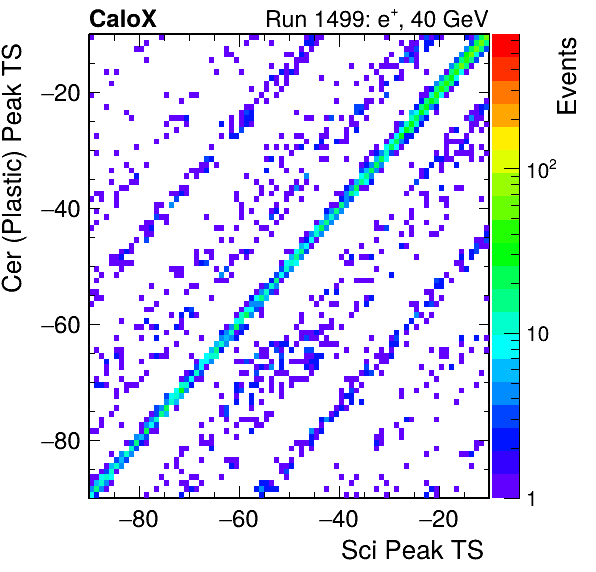 CaloX Run 1499: e⁺, 40 GeV
Cer (Plastic) Peak TS
−20
−40
−60
−80
−80 −60 −40 −20
Sci Peak TS
Events
10²
10
1